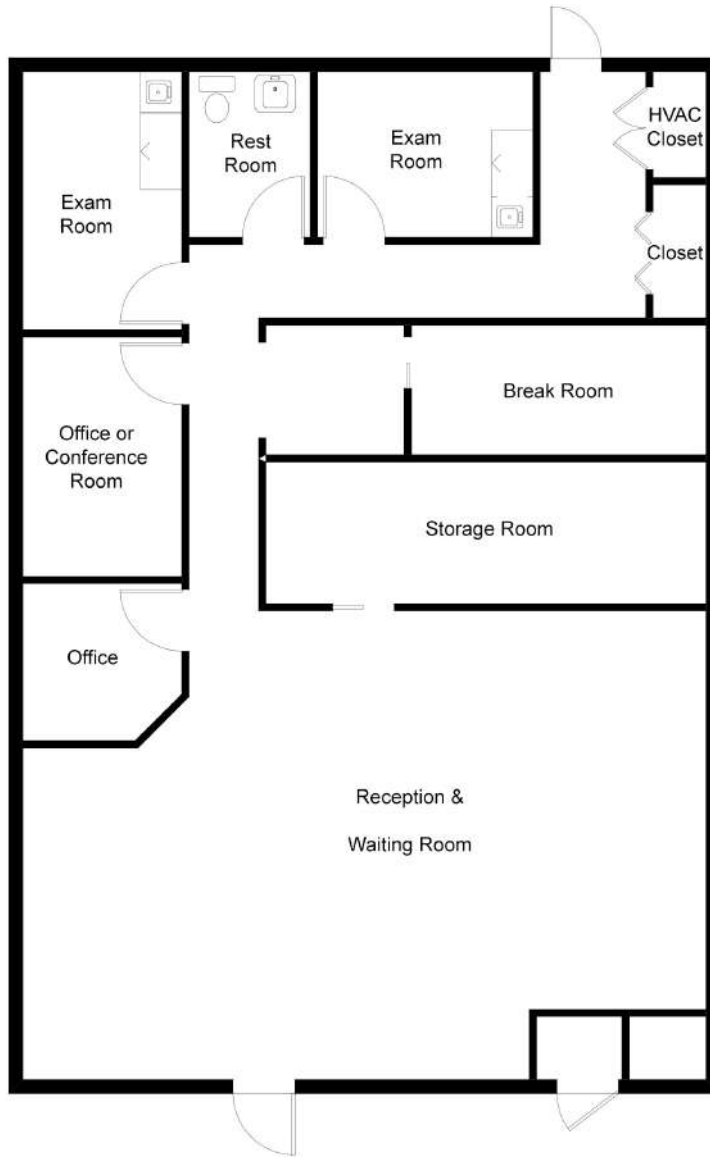 HVAC
Closet
Rest
Room
Exam
Room
Exam
Room
Closet
Break Room
Office or
Conference
Room
Storage Room
Office
Reception &
Waiting Room